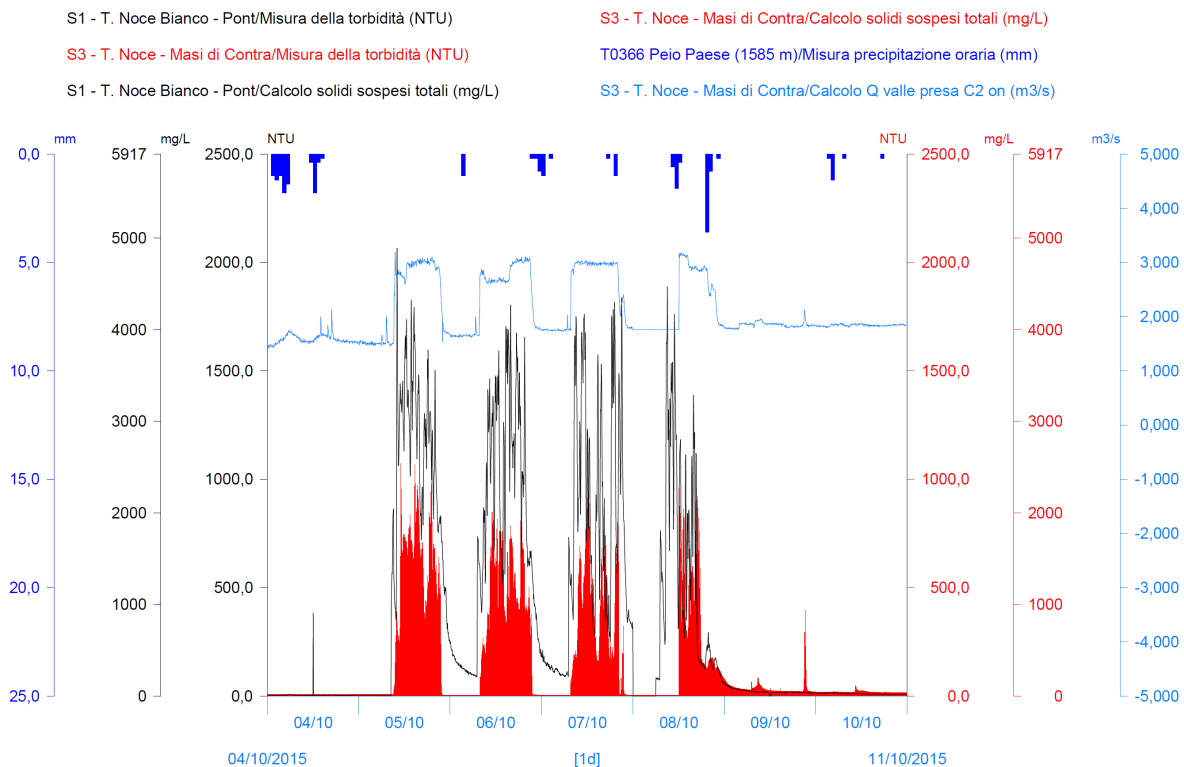 S1 - T. Noce Bianco - Pont/Misura della torbidità (NTU)
S3 - T. Noce - Masi di Contra/Calcolo solidi sospesi totali (mg/L)
S3 - T. Noce - Masi di Contra/Misura della torbidità (NTU)
T0366 Peio Paese (1585 m)/Misura precipitazione oraria (mm)
S1 - T. Noce Bianco - Pont/Calcolo solidi sospesi totali (mg/L)
S3 - T. Noce - Masi di Contra/Calcolo Q valle presa C2 on (m3/s)
mm mg/L NTU NTU mg/L m3/s
0,0 5917 2500,0 2500,0 5917 5,000
4,000
5000 5000
5,0 2000,0 2000,0 3,000
4000 4000 2,000
10,0 1500,0 1500,0 1,000
3000 3000 0,000
15,0 1000,0 1000,0 -1,000
2000 2000 -2,000
20,0 500,0 500,0 -3,000
1000 1000
-4,000
25,0 0 0,0 0,0 0 -5,000
04/10 05/10 06/10 07/10 08/10 09/10 10/10
04/10/2015 [1d] 11/10/2015